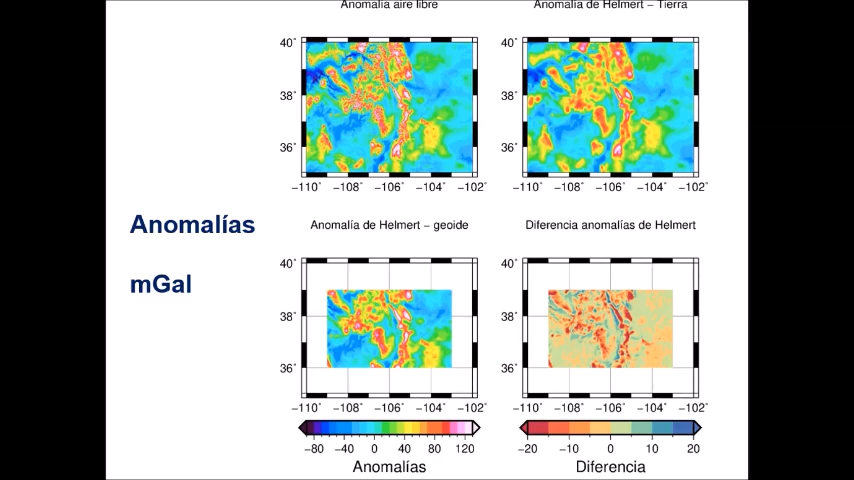 Anomalía aire libre
Anomalía de Helmert – Tierra
40˚
38˚
36˚
−110˚ −108˚ −106˚ −104˚ −102˚
40˚
38˚
36˚
−110˚ −108˚ −106˚ −104˚ −102˚
Anomalías
mGal
Anomalía de Helmert – geoide
Diferencia anomalías de Helmert
40˚
38˚
36˚
−110˚ −108˚ −106˚ −104˚ −102˚
40˚
38˚
36˚
−110˚ −108˚ −106˚ −104˚ −102˚
−80 −40 0 40 80 120
Anomalías
−20 −10 0 10 20
Diferencia